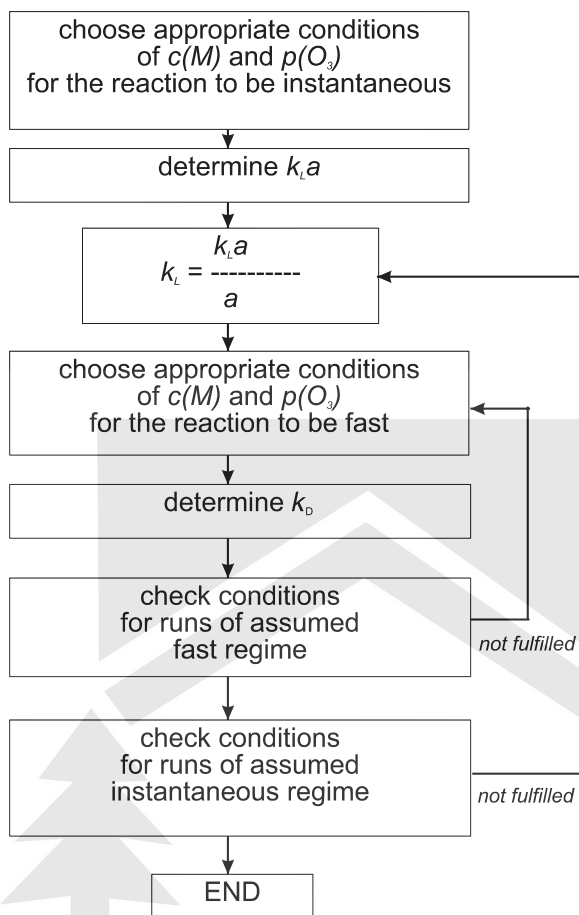 choose appropriate conditions
of c(M) and p(O₃)
for the reaction to be instantaneous
determine kLa
kLa
kL = ----------
a
choose appropriate conditions
of c(M) and p(O₃)
for the reaction to be fast
determine kD
check conditions
for runs of assumed
fast regime
not fulfilled
check conditions
for runs of assumed
instantaneous regime
not fulfilled
END